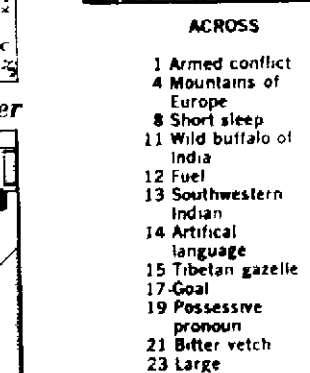 er
ACROSS
1 Armed conflict
4 Mountains of
Europe
8 Short sleep
11 Wild buffalo of
India
12 Fuel
13 Southwestern
Indian
14 Artifical
language
15 Tibetan gazelle
17-Goal
19 Possessive
pronoun
21 Bitter vetch
23 Large